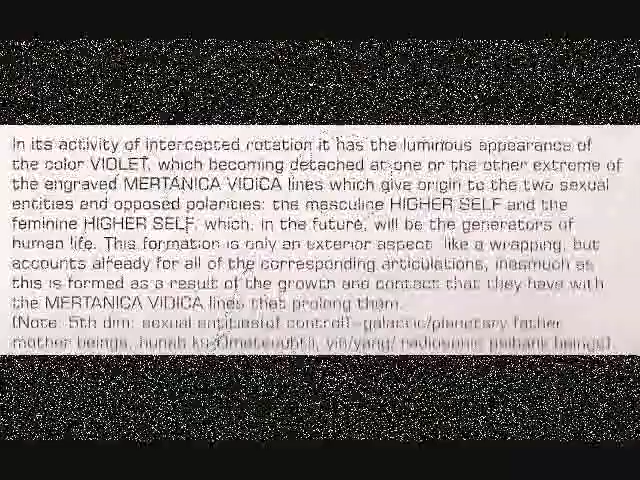 In its activity of intercepted rotation it has the luminous appearance of
the color VIOLET, which becoming detached at one or the other extreme of
the engraved MERTANICA VIDICA lines which give origin to the two sexual
entities and opposed polarities: the masculine HIGHER SELF and the
feminine HIGHER SELF, which, in the future, will be the generators of
human life. This formation is only an exterior aspect, like a wrapping, but
accounts already for all of the corresponding articulations, inasmuch as
this is formed as a result of the growth and contact that they have with
the MERTANICA VIDICA lines that prolong them.
(Note: 5th dim: sexual entities(of control)-galactic/planetary father
mother beings, hunab ku yin/yang/ radiosonic beings).